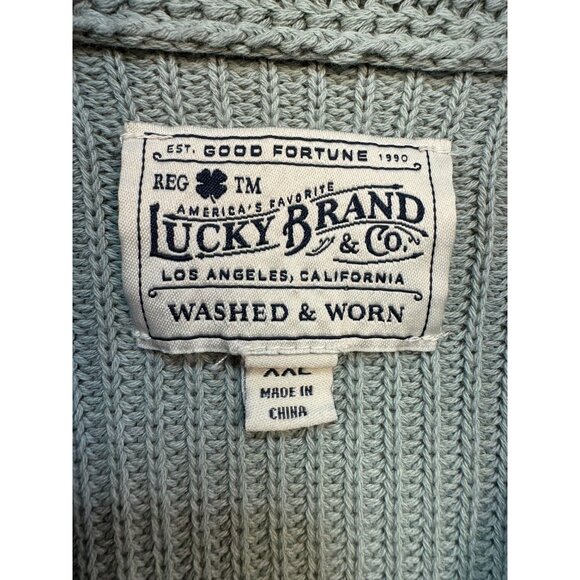 EST. GOOD FORTUNE 1990
REG TM
AMERICA'S FAVORITE
LUCKY BRAND
& CO.
LOS ANGELES, CALIFORNIA
WASHED & WORN
XXL
MADE IN
CHINA